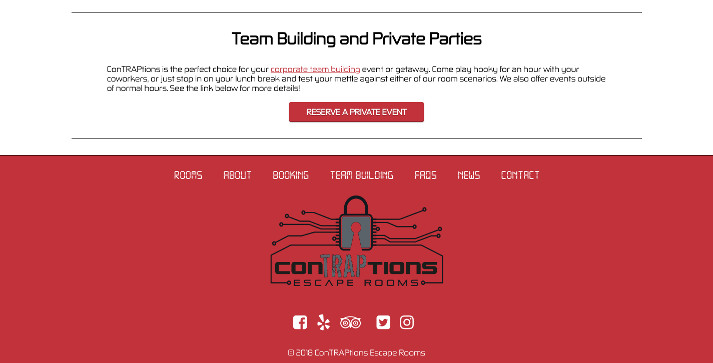 Team Building and Private Parties
ConTRAPtions is the perfect choice for your corporate team building event or getaway. Come play hooky for an hour with your
coworkers, or just stop in on your lunch break and test your mettle against either of our room scenarios. We also offer events outside
of normal hours. See the link below for more details!
RESERVE A PRIVATE EVENT
ROOMS ABOUT BOOKING TEAM BUILDING FAQS NEWS CONTACT
conTRAPtions
ESCAPE ROOMS
© 2018 ConTRAPtions Escape Rooms